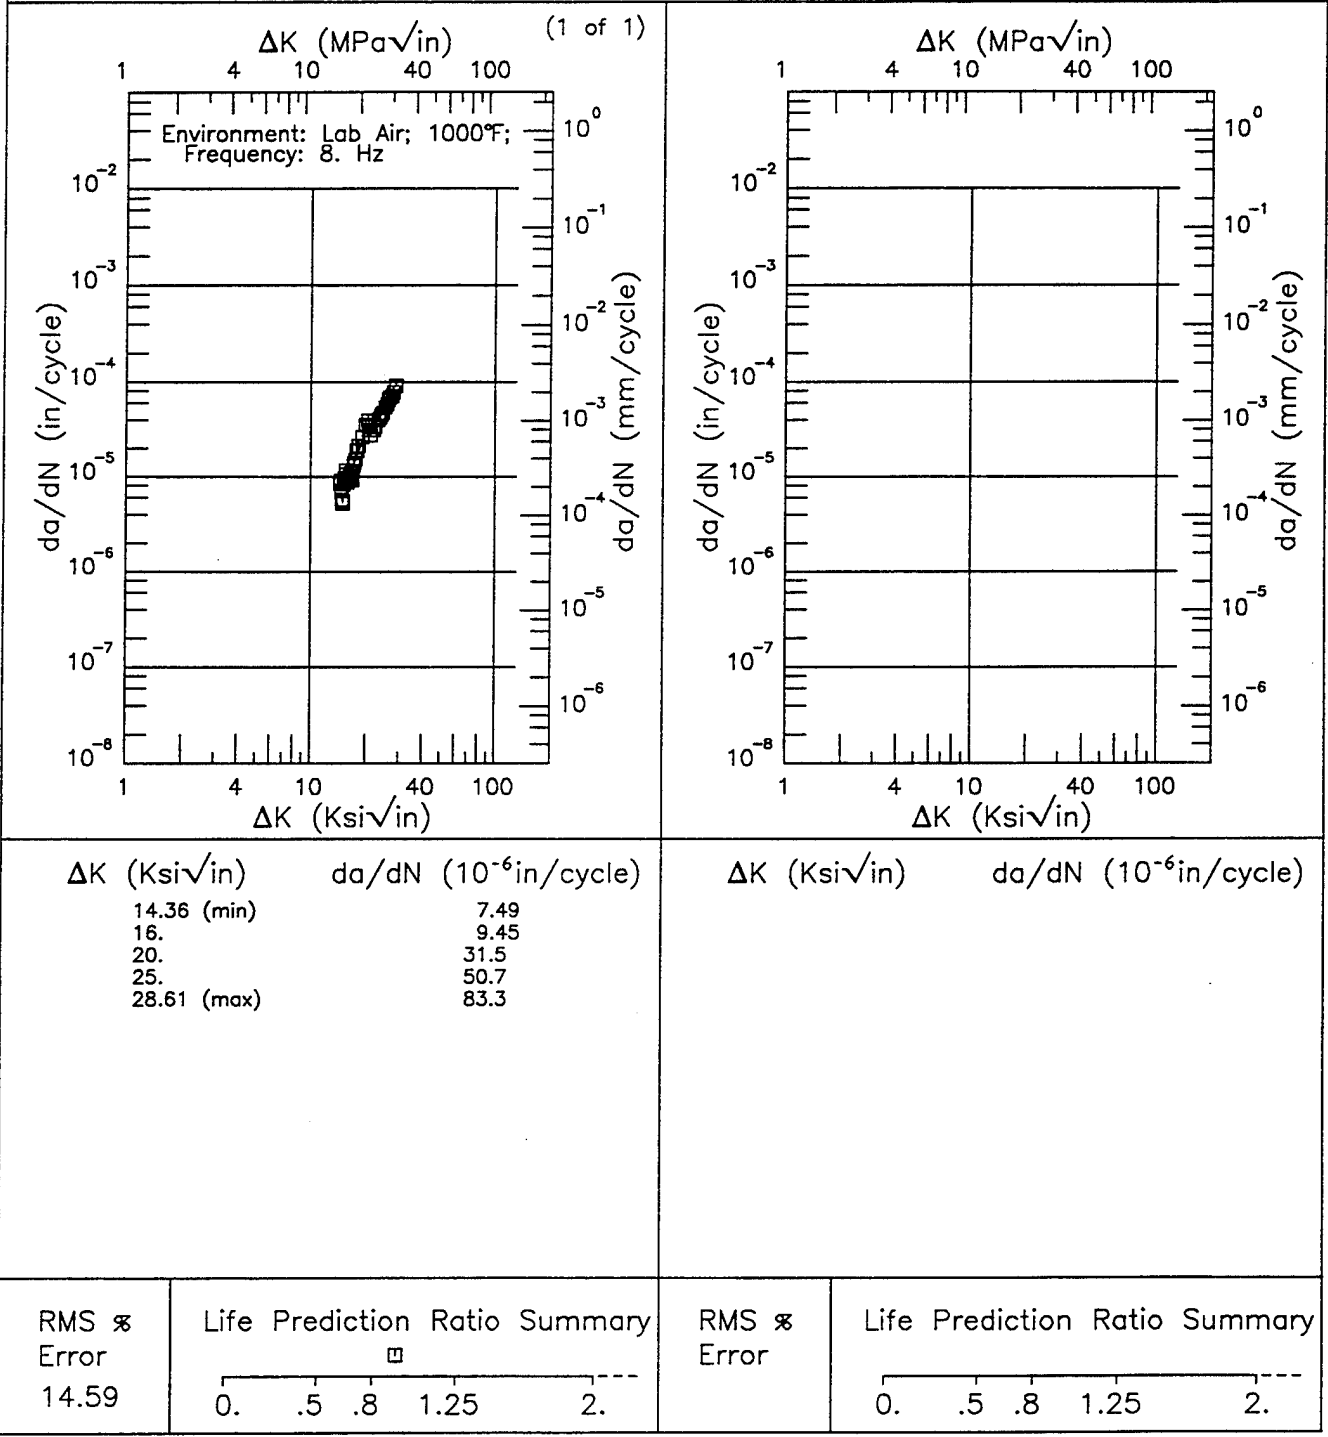 (1 of 1)
ΔK (MPa√in)
1 4 10 40 100
Environment: Lab Air; 1000°F;
Frequency: 8. Hz
da/dN (in/cycle)
10⁻²
10⁻³
10⁻⁴
10⁻⁵
10⁻⁶
10⁻⁷
10⁻⁸
10⁰
10⁻¹
10⁻²
10⁻³
10⁻⁴
10⁻⁵
10⁻⁶
da/dN (mm/cycle)
1 4 10 40 100
ΔK (Ksi√in)
ΔK (MPa√in)
1 4 10 40 100
da/dN (in/cycle)
10⁻²
10⁻³
10⁻⁴
10⁻⁵
10⁻⁶
10⁻⁷
10⁻⁸
10⁰
10⁻¹
10⁻²
10⁻³
10⁻⁴
10⁻⁵
10⁻⁶
da/dN (mm/cycle)
1 4 10 40 100
ΔK (Ksi√in)
ΔK (Ksi√in) da/dN (10⁻⁶in/cycle)
14.36 (min) 7.49
16. 9.45
20. 31.5
25. 50.7
28.61 (max) 83.3
ΔK (Ksi√in) da/dN (10⁻⁶in/cycle)
RMS %
Error
14.59
Life Prediction Ratio Summary
0. .5 .8 1.25 2.
RMS %
Error
Life Prediction Ratio Summary
0. .5 .8 1.25 2.